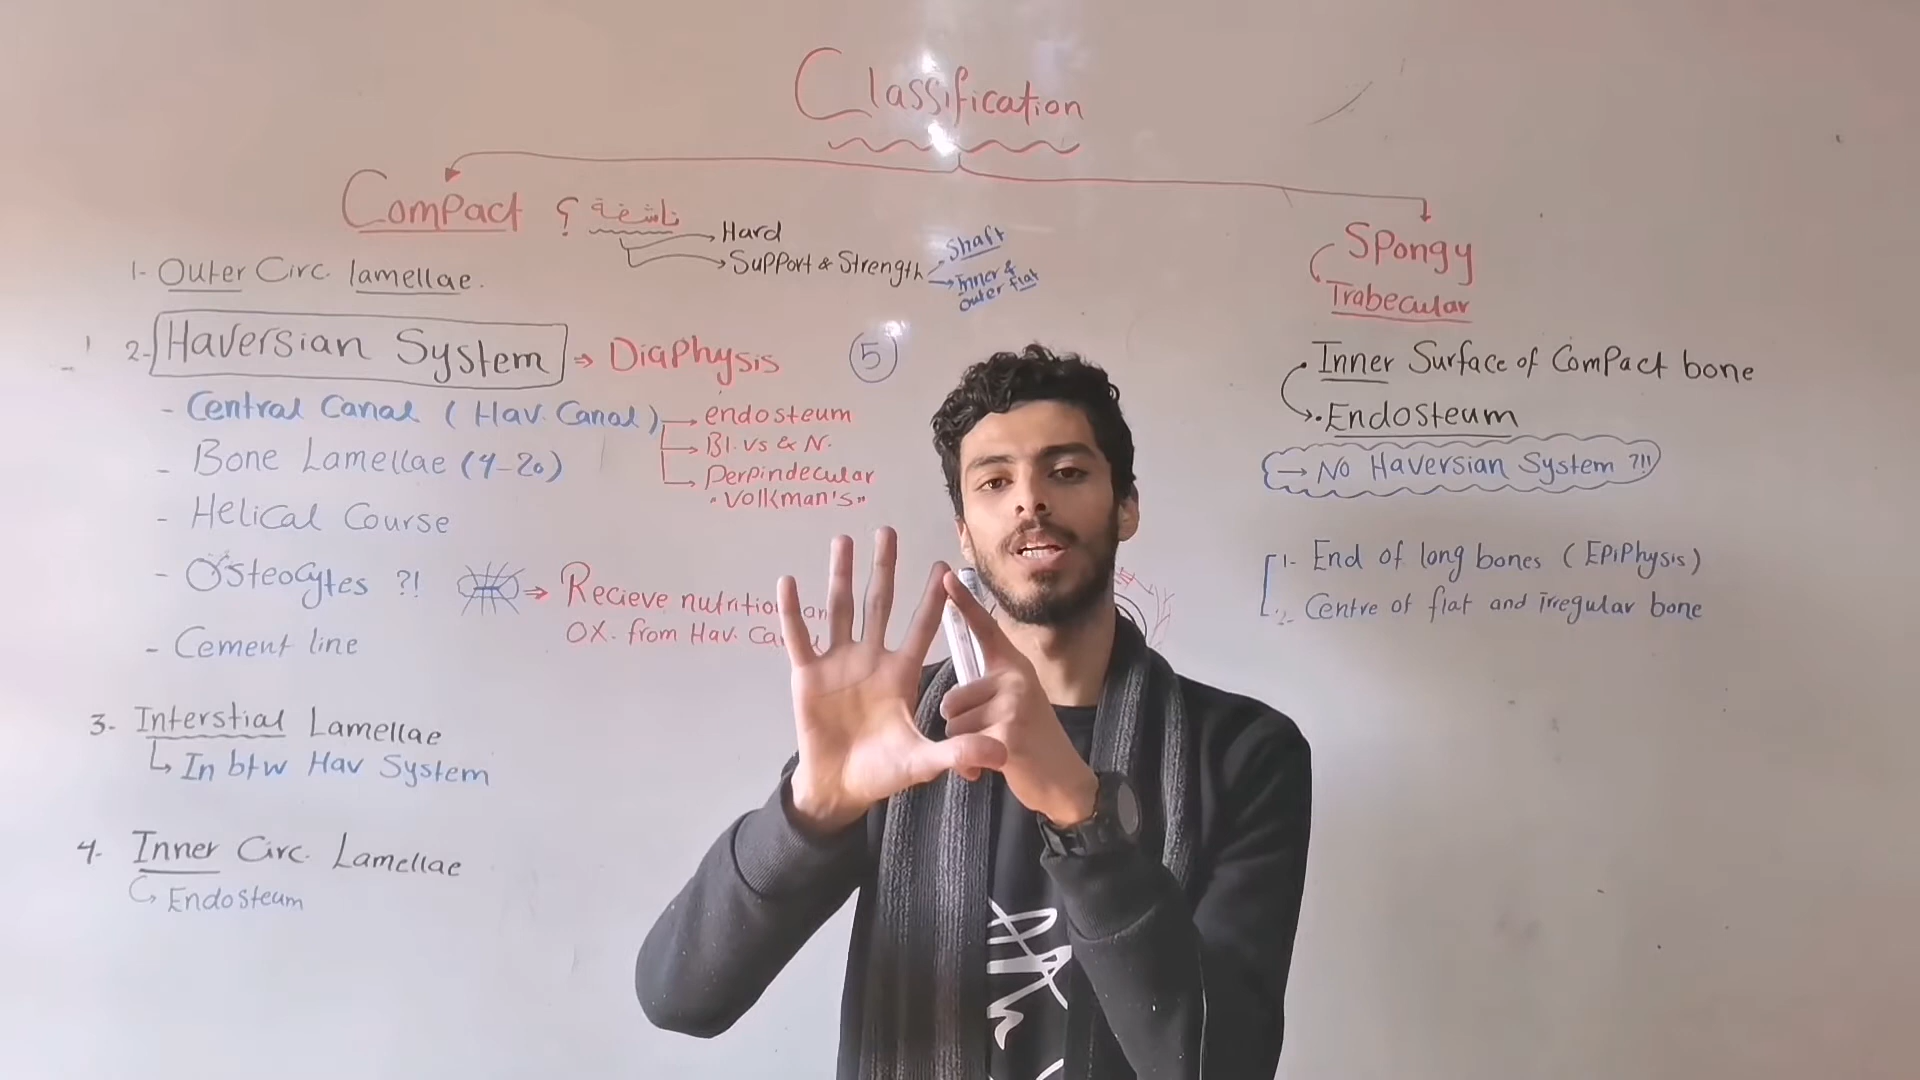 Classification
Compact ؟ ناشفة
Hard
Support & Strength
Shaft
Inner &
outer flat
1- Outer Circ. lamellae.
2- Haversian System → Diaphysis
5
- Central Canal (Hav. Canal) → endosteum
→ Bl. vs & N.
→ Perpindecular
"Volkman's"
- Bone Lamellae (4-20)
- Helical Course
- Osteocytes ?! ⇒ Recieve nutrition an
OX. from Hav. Ca
- Cement line
3- Interstial Lamellae
In btw Hav System
4- Inner Circ. Lamellae
Endosteum
Spongy
Trabecular
• Inner Surface of Compact bone
• Endosteum
→ No Haversian System ?!!
1- End of long bones (Epiphysis)
2- Centre of flat and irregular bone